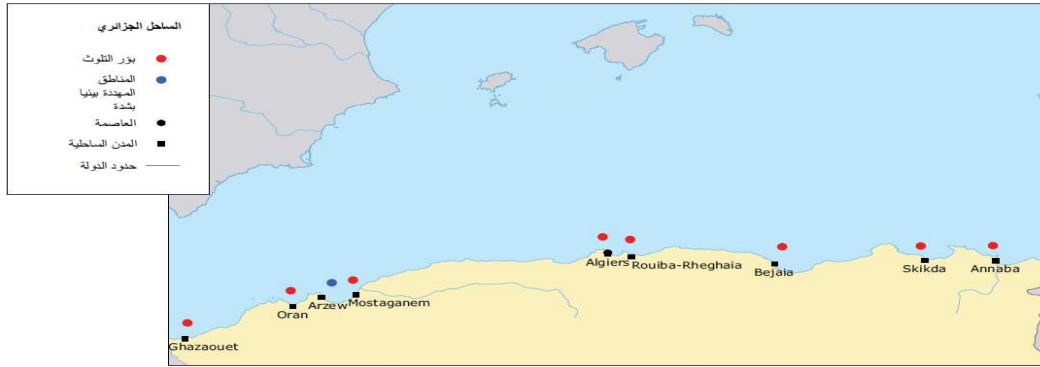 الساحل الجزائري
بؤر التلوث
المناطق
المهددة بيئيا
بشدة
العاصمة
المدن الساحلية
حدود الدولة
Algiers
Rouiba-Rheghaia
Bejaia
Skikda
Annaba
Mostaganem
Arzew
Oran
Ghazaouet